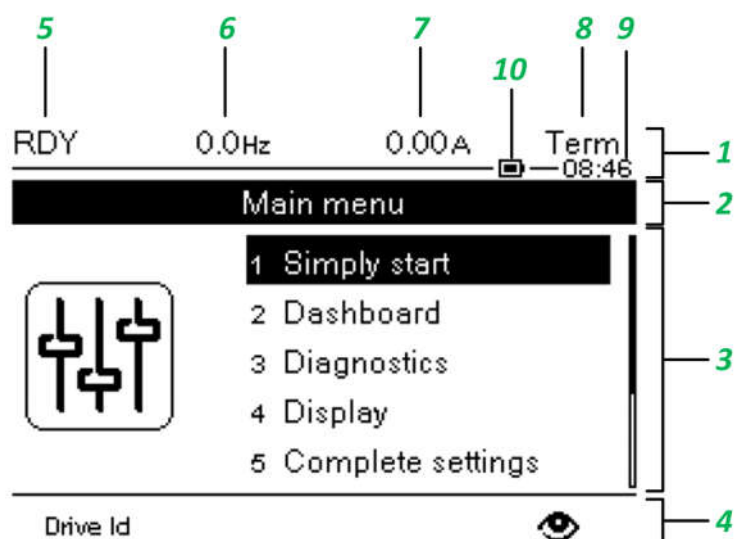 5 6 7 8 9
10
RDY 0.0Hz 0.00A Term 1
08:46
Main menu 2
1 Simply start
2 Dashboard
3 Diagnostics 3
4 Display
5 Complete settings
Drive Id 4